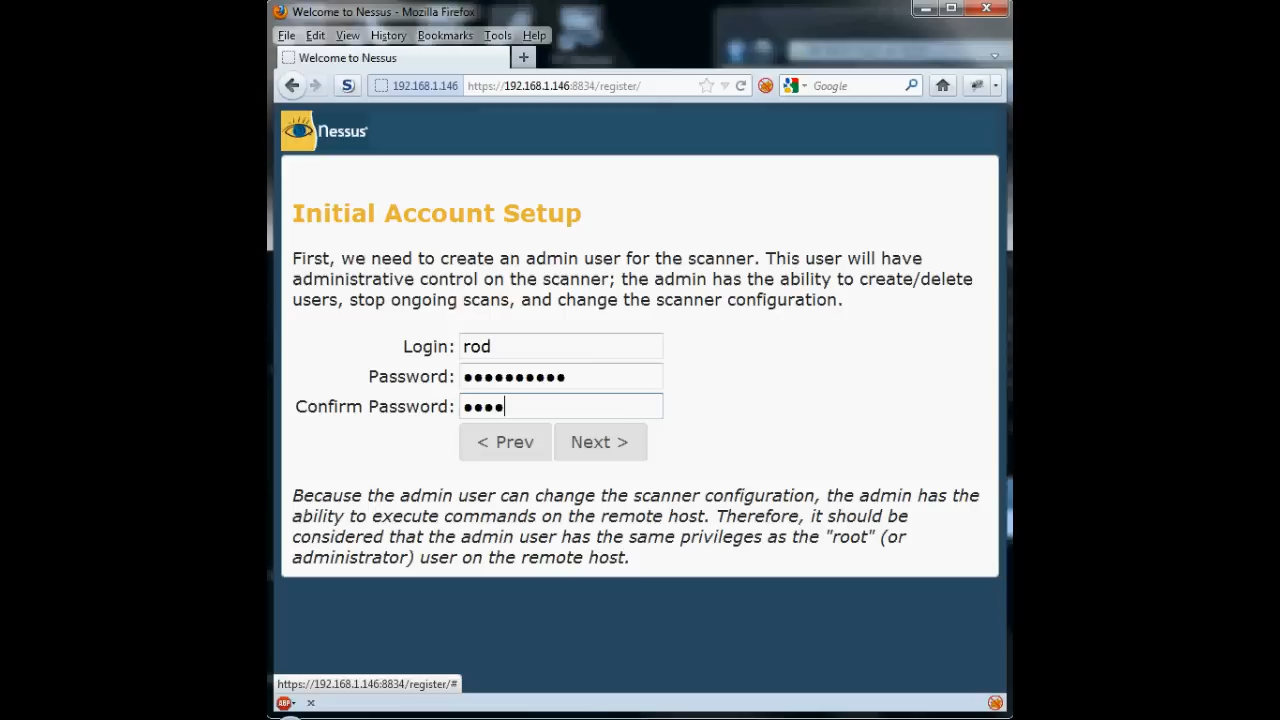 Welcome to Nessus - Mozilla Firefox
File Edit View History Bookmarks Tools Help
Welcome to Nessus
192.168.1.146 https://192.168.1.146:8834/register/ Google
Nessus
Initial Account Setup
First, we need to create an admin user for the scanner. This user will have
administrative control on the scanner; the admin has the ability to create/delete
users, stop ongoing scans, and change the scanner configuration.
Login: rod
Password: ●●●●●●●●●●
Confirm Password: ●●●●
< Prev Next >
Because the admin user can change the scanner configuration, the admin has the
ability to execute commands on the remote host. Therefore, it should be
considered that the admin user has the same privileges as the "root" (or
administrator) user on the remote host.
https://192.168.1.146:8834/register/#
ABP